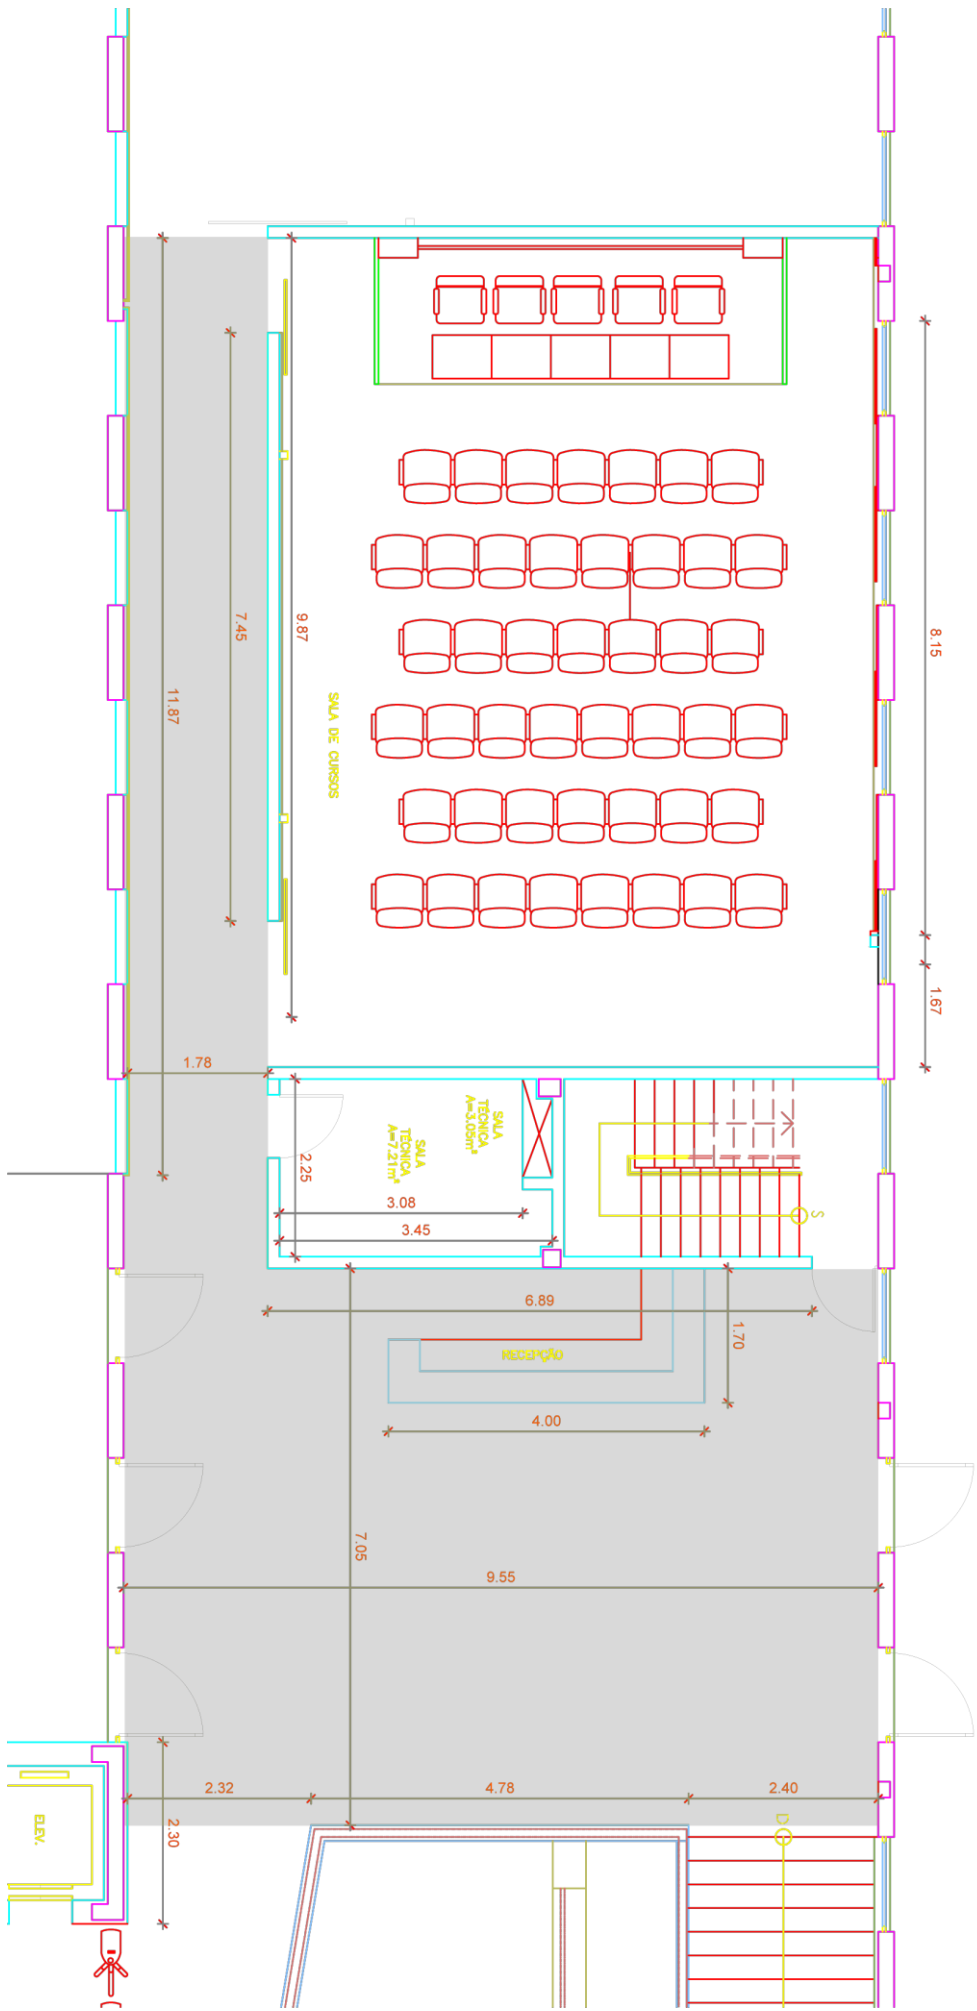 9.87
7.45
8.15
11.87
SALA DE CURSOS
1.67
1.78
SALA
TÉCNICA
A=3.05m²
SALA
TÉCNICA
A=7.21m²
2.25
3.08
3.45
S
6.89
1.70
4.00
7.05
9.55
2.32
4.78
2.40
2.30
D
ELEV.